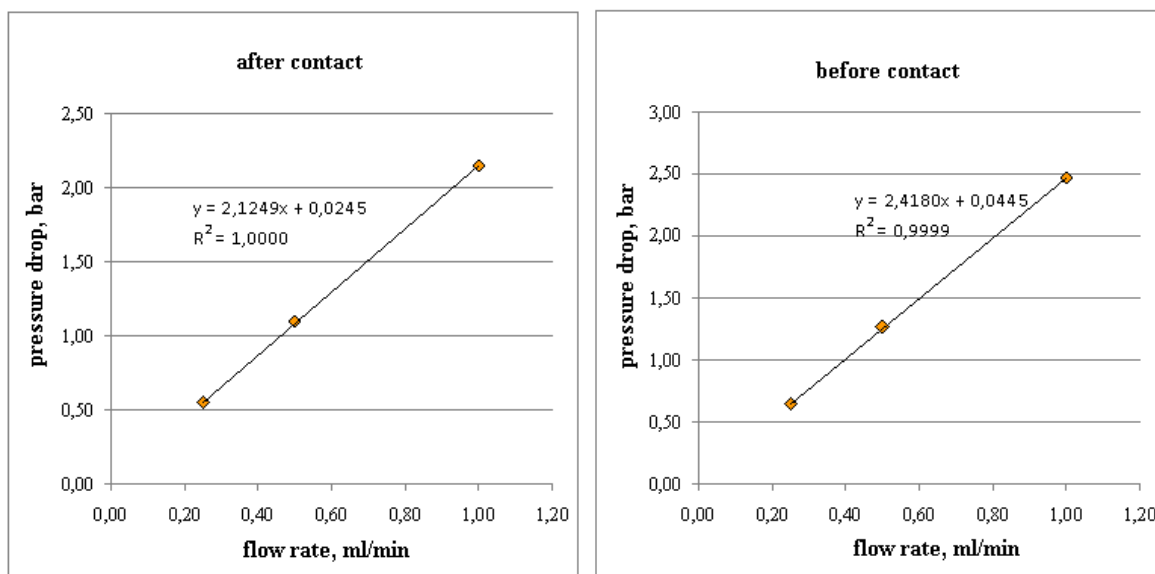 after contact
pressure drop, bar
2,50
2,00
1,50
1,00
0,50
0,00
y = 2,1249x + 0,0245
R² = 1,0000
0,00 0,20 0,40 0,60 0,80 1,00 1,20
flow rate, ml/min
before contact
pressure drop, bar
3,00
2,50
2,00
1,50
1,00
0,50
0,00
y = 2,4180x + 0,0445
R² = 0,9999
0,00 0,20 0,40 0,60 0,80 1,00 1,20
flow rate, ml/min